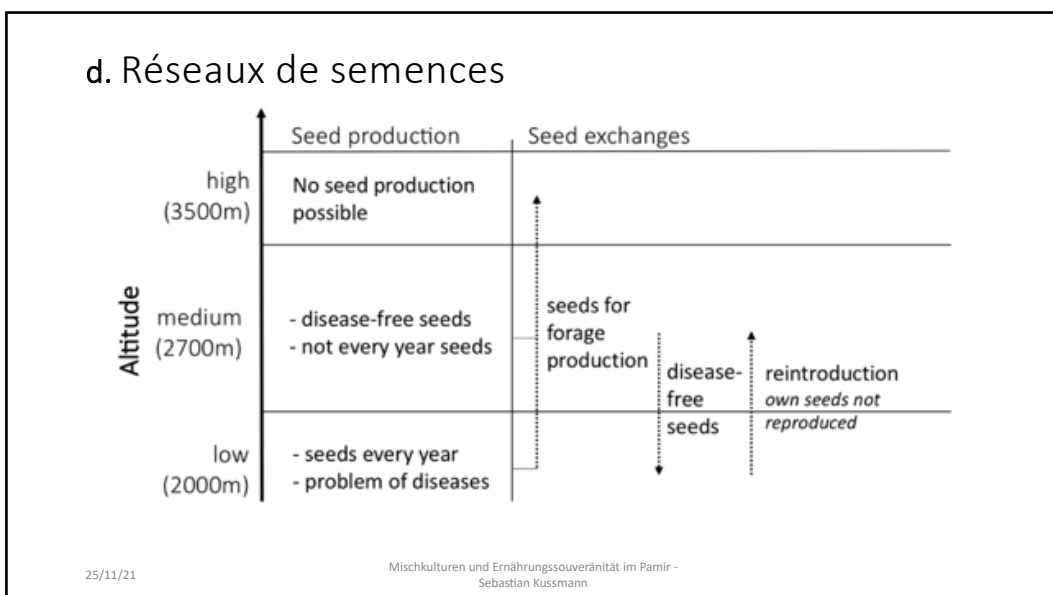 d. Réseaux de semences
Seed production
Seed exchanges
Altitude
high
(3500m)
No seed production
possible
medium
(2700m)
- disease-free seeds
- not every year seeds
seeds for
forage
production
disease-
free
seeds
reintroduction
own seeds not
reproduced
low
(2000m)
- seeds every year
- problem of diseases
25/11/21
Mischkulturen und Ernährungssouveränität im Pamir -
Sebastian Kussmann